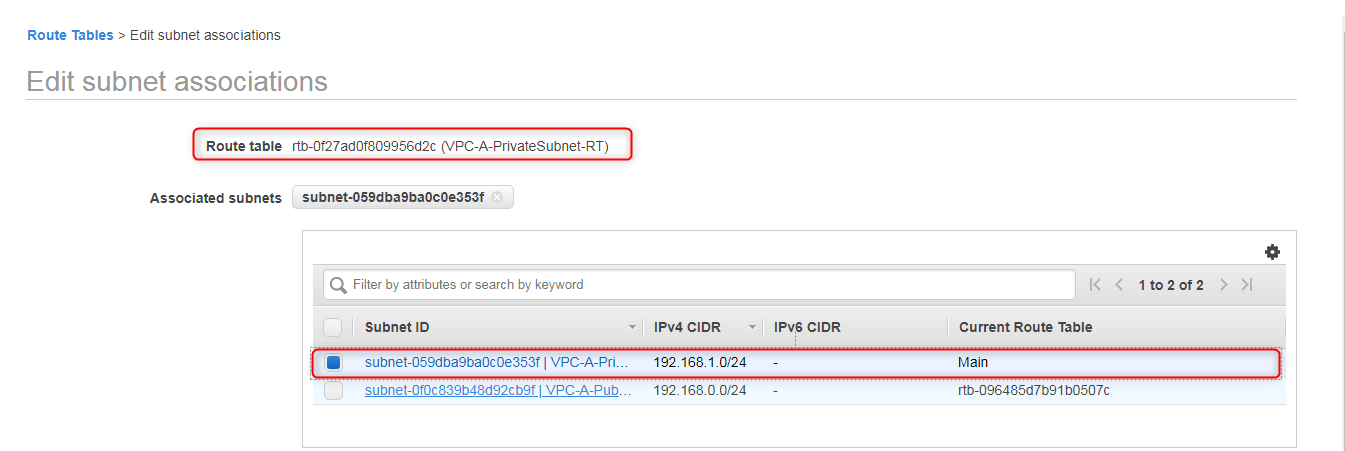 Route Tables > Edit subnet associations
Edit subnet associations
Route table rtb-0f27ad0f809956d2c (VPC-A-PrivateSubnet-RT)
Associated subnets subnet-059dba9ba0c0e353f
Filter by attributes or search by keyword 1 to 2 of 2
Subnet ID IPv4 CIDR IPv6 CIDR Current Route Table
subnet-059dba9ba0c0e353f | VPC-A-Pri... 192.168.1.0/24 - Main
subnet-0f0c839b48d92cb9f | VPC-A-Pub... 192.168.0.0/24 - rtb-096485d7b91b0507c